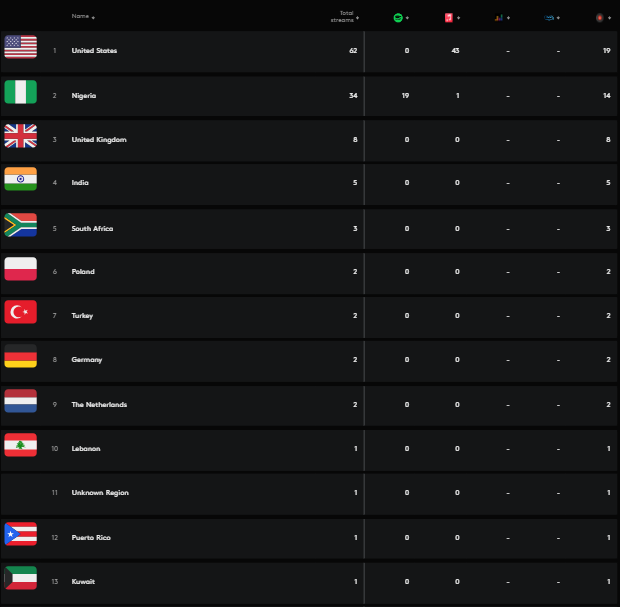 Name
Total
streams
1 United States 62 0 43 - - 19
2 Nigeria 34 19 1 - - 14
3 United Kingdom 8 0 0 - - 8
4 India 5 0 0 - - 5
5 South Africa 3 0 0 - - 3
6 Poland 2 0 0 - - 2
7 Turkey 2 0 0 - - 2
8 Germany 2 0 0 - - 2
9 The Netherlands 2 0 0 - - 2
10 Lebanon 1 0 0 - - 1
11 Unknown Region 1 0 0 - - 1
12 Puerto Rico 1 0 0 - - 1
13 Kuwait 1 0 0 - - 1